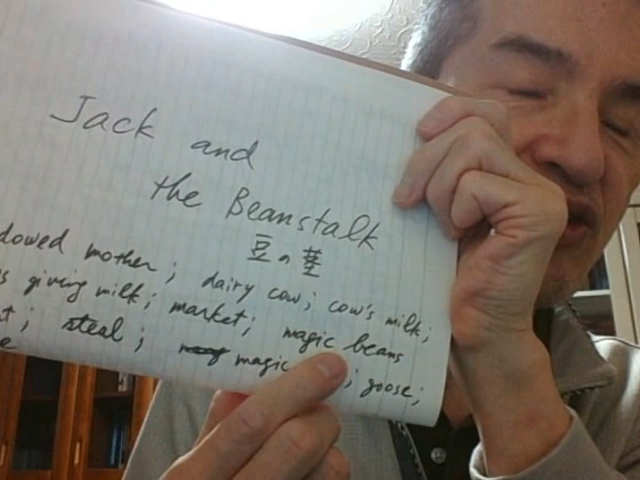 Jack and
the Beanstalk
豆の茎
mother; dairy cow; cow's milk;
giving milk; market; magic beans
steal; magic ; goose;